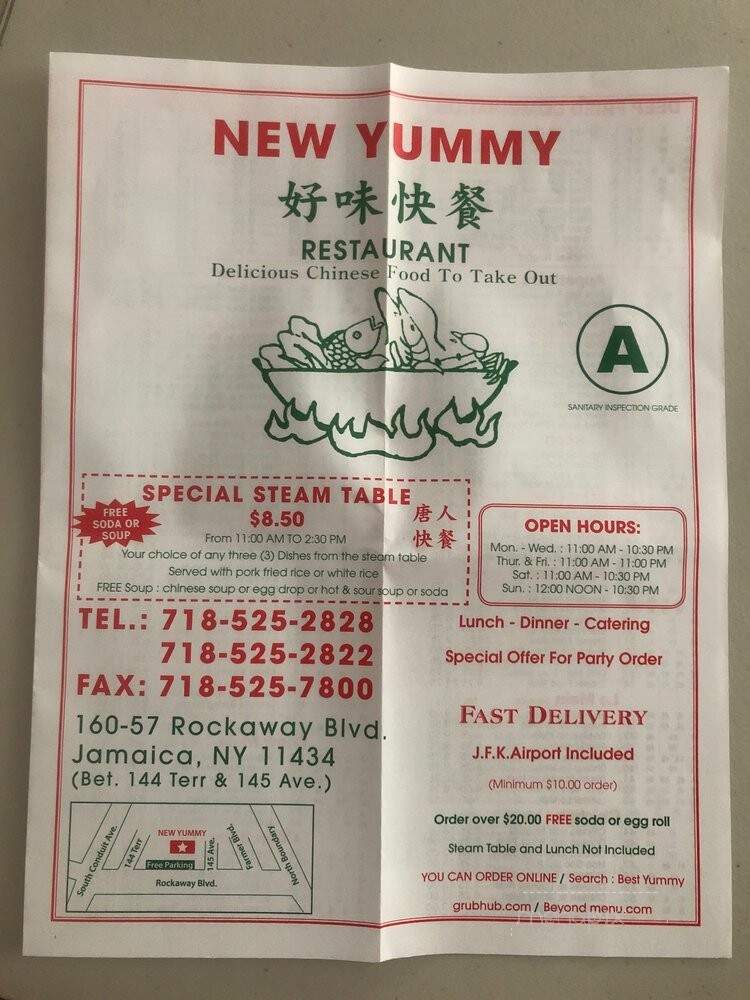 NEW YUMMY
好味快餐
RESTAURANT
Delicious Chinese Food To Take Out
A
SANITARY INSPECTION GRADE
FREE
SODA OR
SOUP
SPECIAL STEAM TABLE
$8.50
唐人
快餐
From 11:00 AM TO 2:30 PM
Your choice of any three (3) Dishes from the steam table
Served with pork fried rice or white rice
FREE Soup : chinese soup or egg drop or hot & sour soup or soda
OPEN HOURS:
Mon. - Wed. : 11:00 AM - 10:30 PM
Thur. & Fri. : 11:00 AM - 11:00 PM
Sat. : 11:00 AM - 10:30 PM
Sun. : 12:00 NOON - 10:30 PM
TEL.: 718-525-2828
718-525-2822
FAX: 718-525-7800
160-57 Rockaway Blvd.
Jamaica, NY 11434
(Bet. 144 Terr & 145 Ave.)
South Conduit Ave.
144 Terr
NEW YUMMY
Free Parking
145 Ave.
Farmer Blvd.
North Boundary
Rockaway Blvd.
Lunch - Dinner - Catering
Special Offer For Party Order
FAST DELIVERY
J.F.K.Airport Included
(Minimum $10.00 order)
Order over $20.00 FREE soda or egg roll
Steam Table and Lunch Not Included
YOU CAN ORDER ONLINE / Search : Best Yummy
grubhub.com / Beyond menu.com